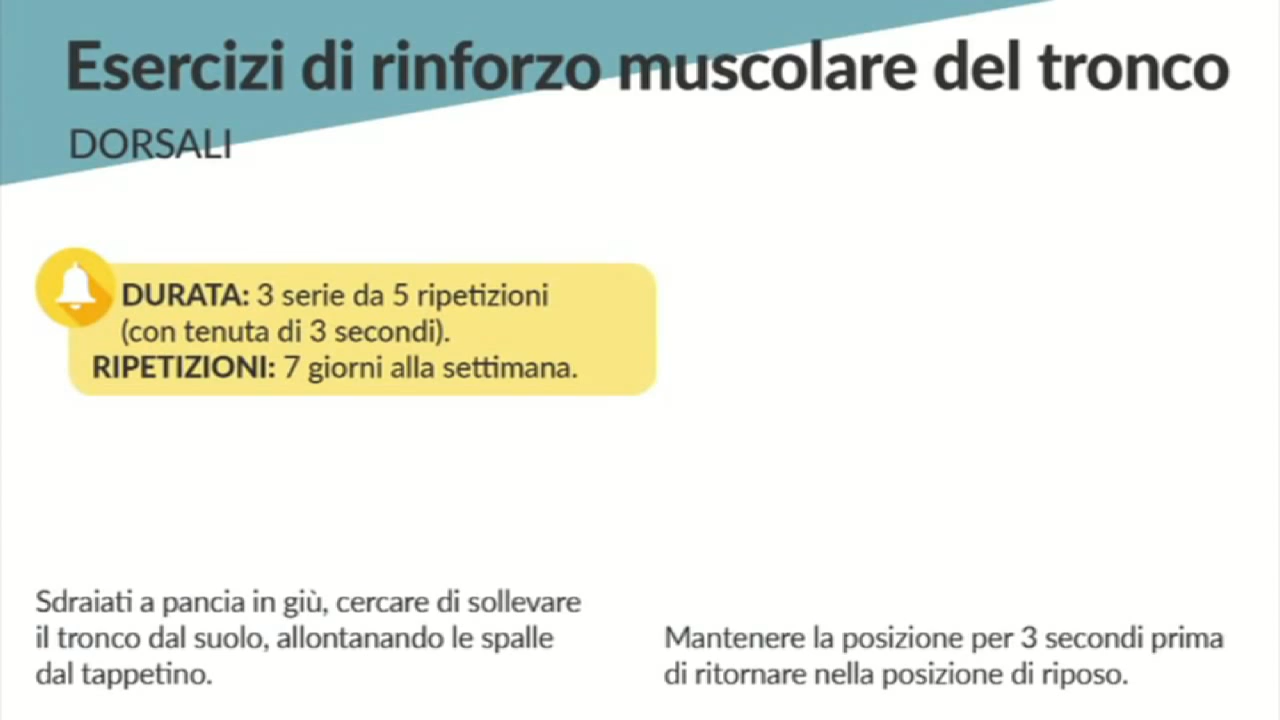 Esercizi di rinforzo muscolare del tronco
DORSALI
DURATA: 3 serie da 5 ripetizioni
(con tenuta di 3 secondi).
RIPETIZIONI: 7 giorni alla settimana.
Sdraiati a pancia in giù, cercare di sollevare
il tronco dal suolo, allontanando le spalle
dal tappetino.
Mantenere la posizione per 3 secondi prima
di ritornare nella posizione di riposo.